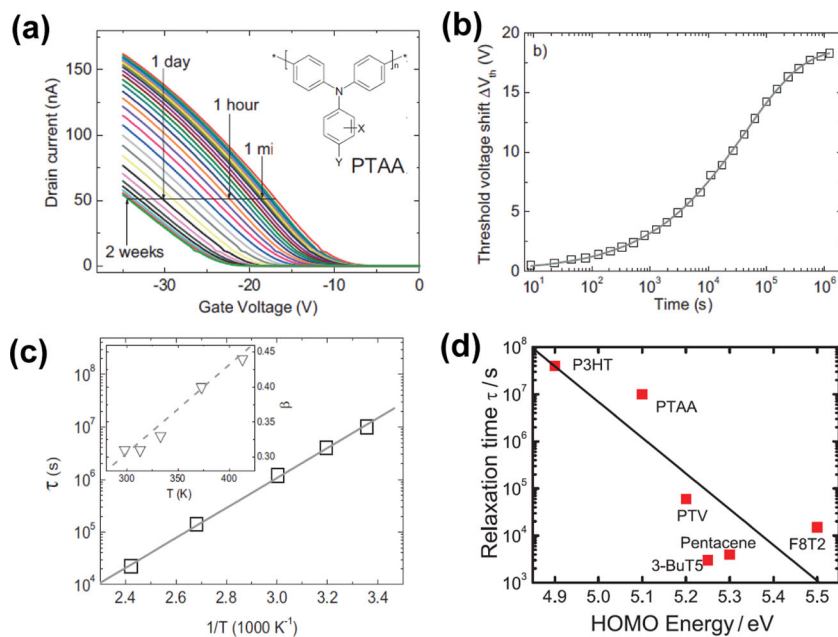 (a)
150
100
50
0
Drain current (nA)
-30
-20
-10
0
Gate Voltage (V)
1 day
1 hour
1 mi
2 weeks
*
n
*
N
X
Y
PTAA
(b)
b)
20
15
10
5
0
Threshold voltage shift ΔVth (V)
10¹
10²
10³
10⁴
10⁵
10⁶
Time (s)
(c)
10⁸
10⁷
10⁶
10⁵
10⁴
τ (s)
0.45
0.40
0.35
0.30
β
300
350
400
T (K)
2.4
2.6
2.8
3.0
3.2
3.4
1/T (1000 K⁻¹)
(d)
10⁸
10⁷
10⁶
10⁵
10⁴
10³
Relaxation time τ / s
P3HT
PTAA
PTV
Pentacene
3-BuT5
F8T2
4.9
5.0
5.1
5.2
5.3
5.4
5.5
HOMO Energy / eV